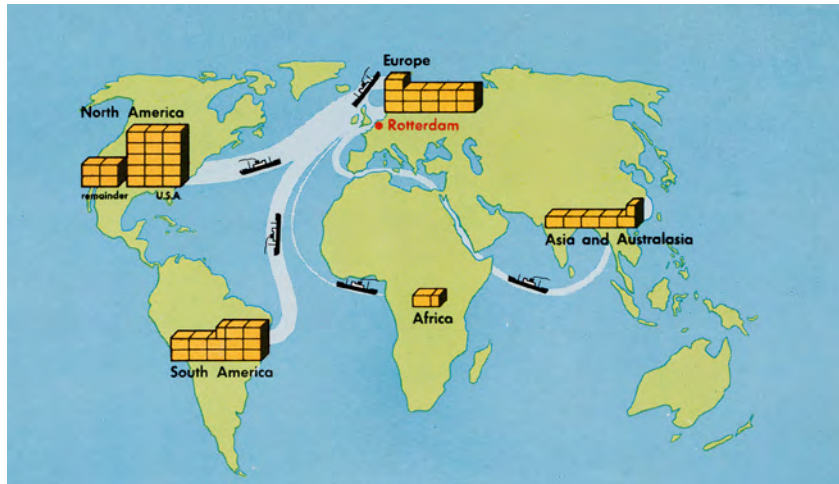 Europe
North America
Rotterdam
remainder
U.S.A.
Asia and Australasia
Africa
South America